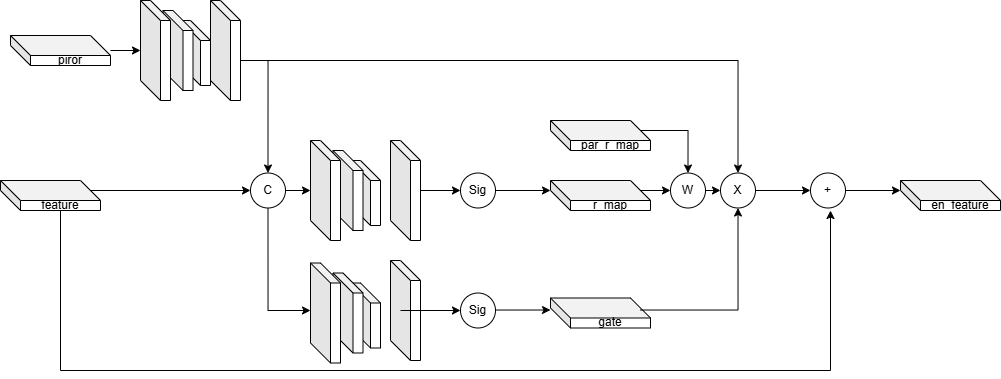 piror
par_r_map
C
Sig
W
X
+
feature
r_map
en_feature
Sig
gate